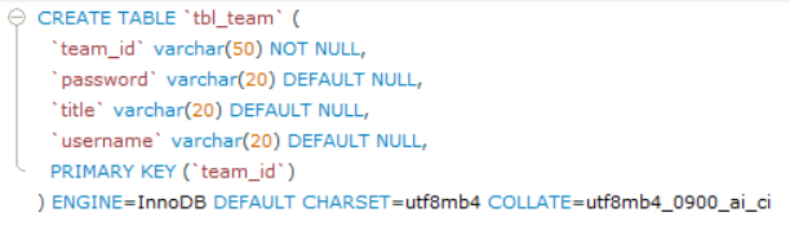 CREATE TABLE `tbl_team` (
`team_id` varchar(50) NOT NULL,
`password` varchar(20) DEFAULT NULL,
`title` varchar(20) DEFAULT NULL,
`username` varchar(20) DEFAULT NULL,
PRIMARY KEY (`team_id`)
) ENGINE=InnoDB DEFAULT CHARSET=utf8mb4 COLLATE=utf8mb4_0900_ai_ci